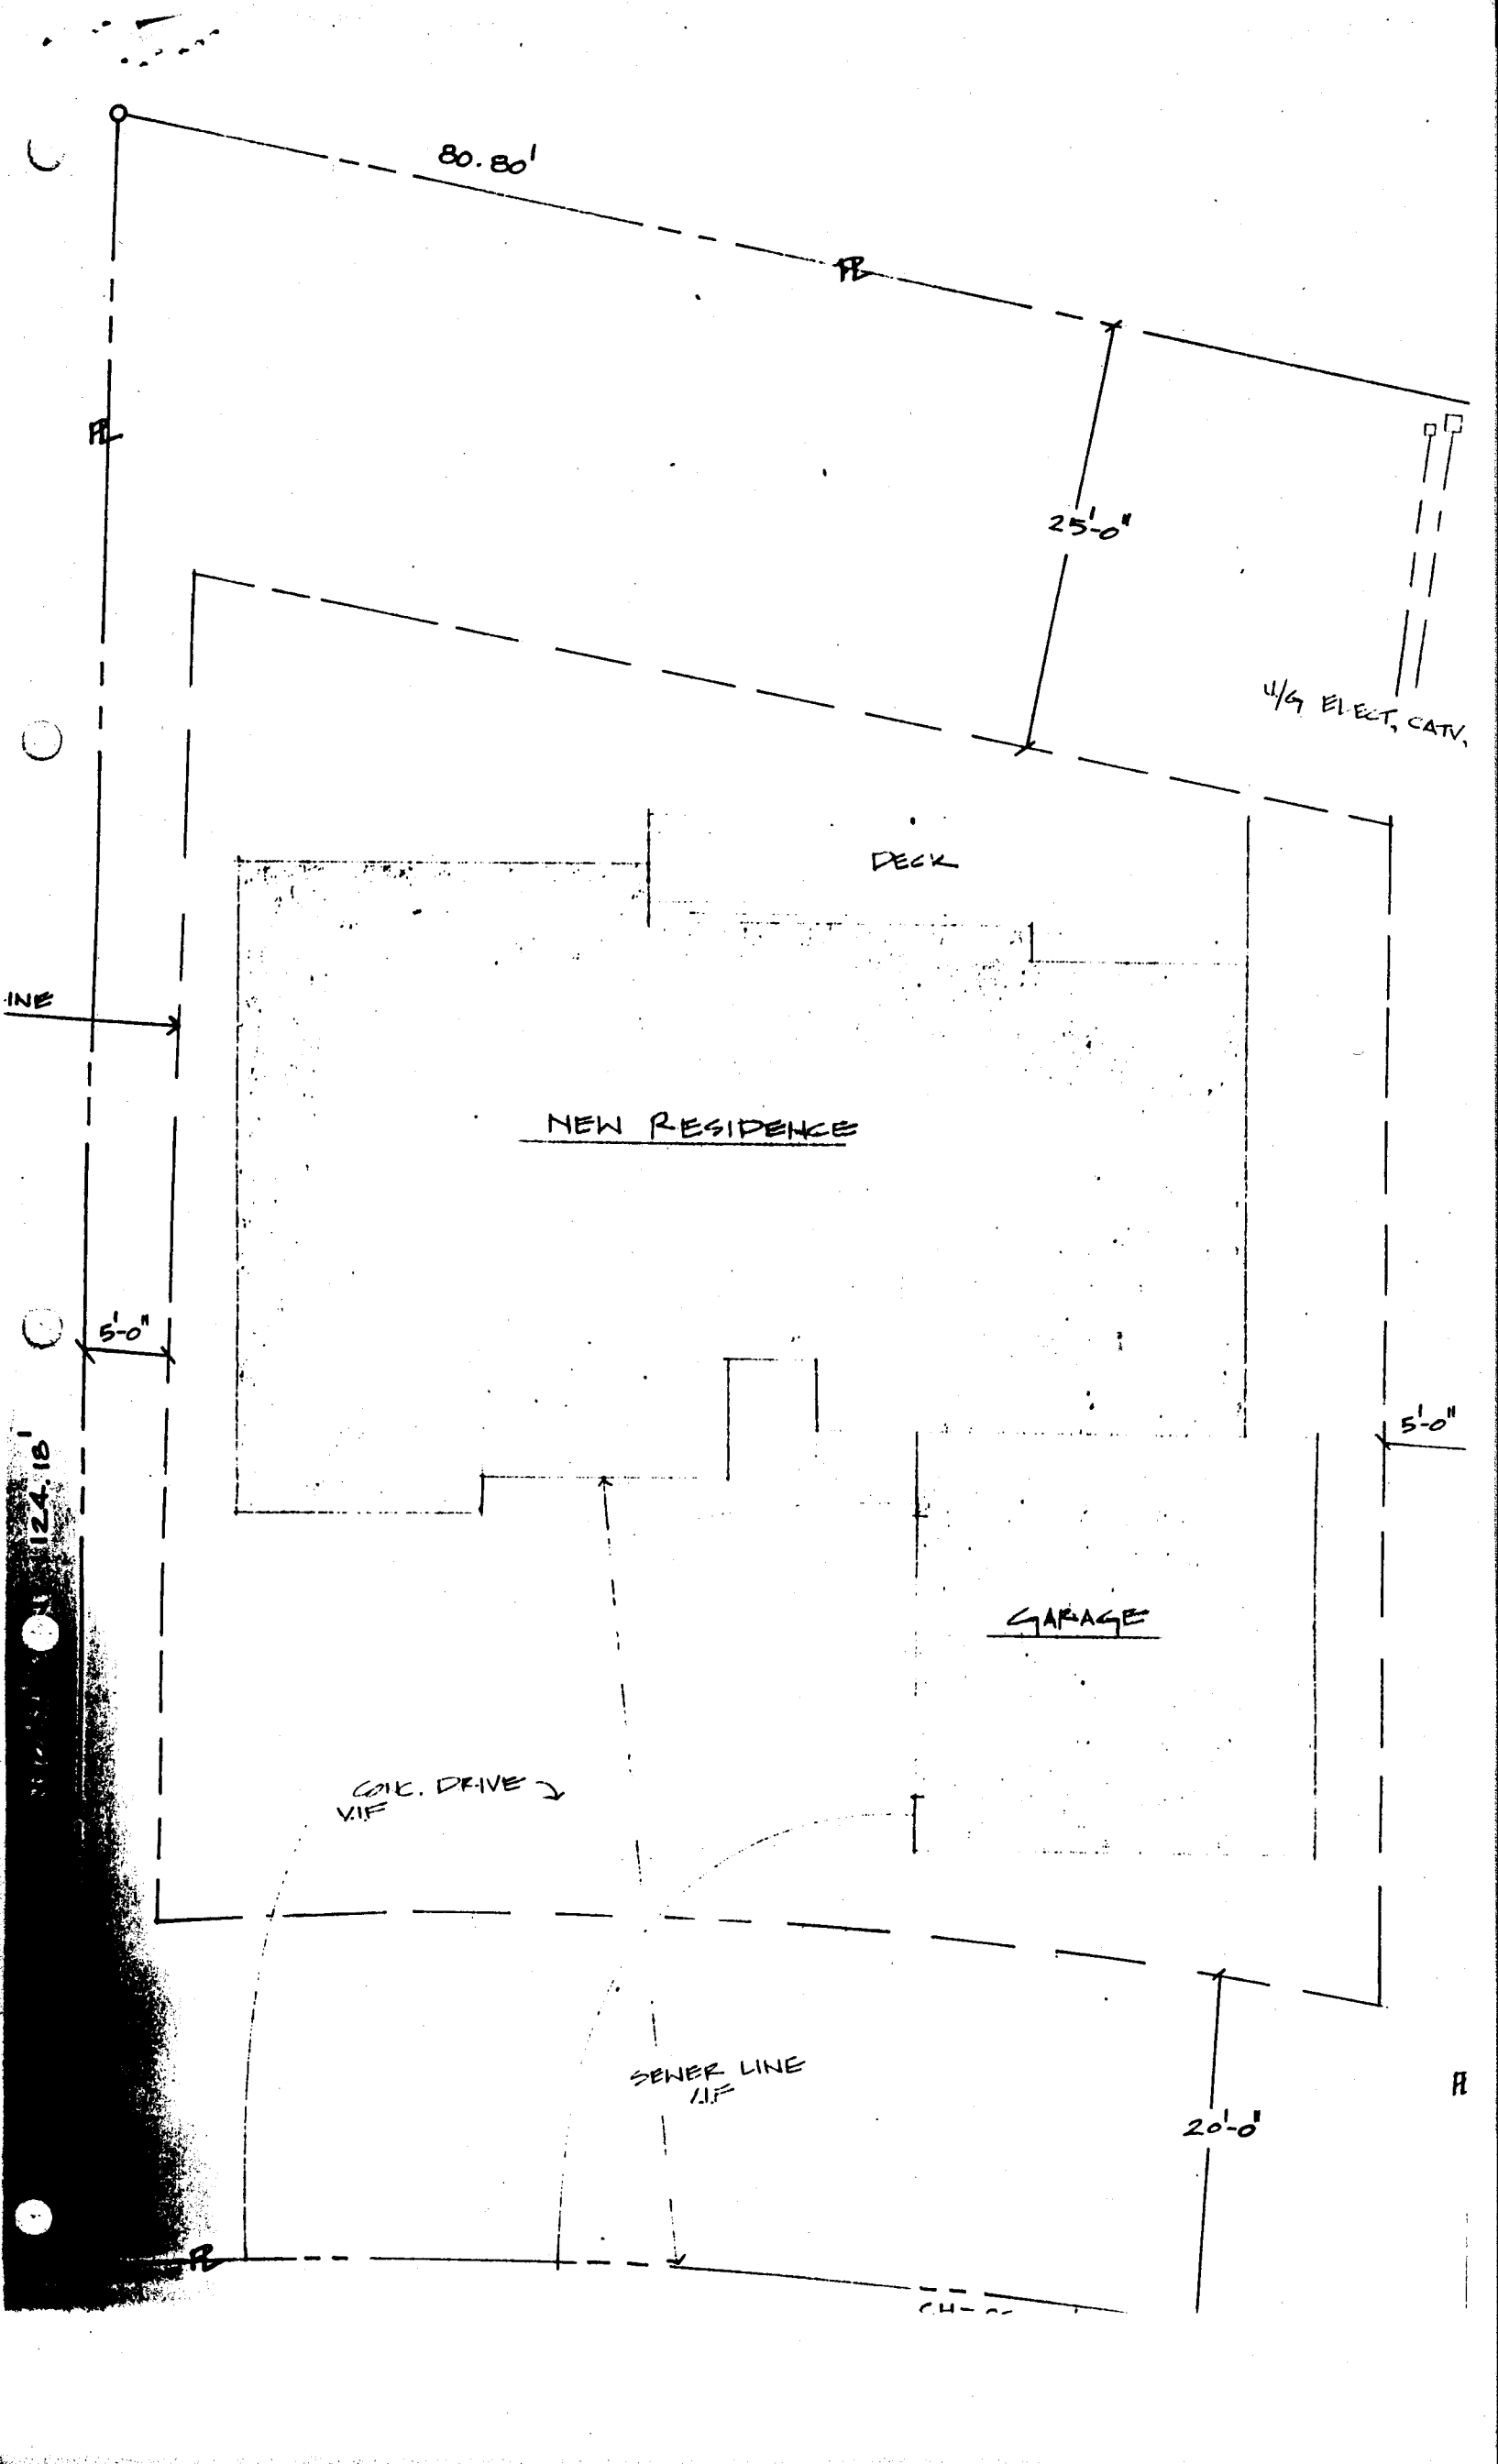 80.80'
PL
PL
25'-0"
U/G ELECT, CATV,
DECK
INE
NEW RESIDENCE
5'-0"
5'-0"
124.18'
GARAGE
CONC. DRIVE
V.I.F
SEWER LINE
V.I.F
20'-0"
PL